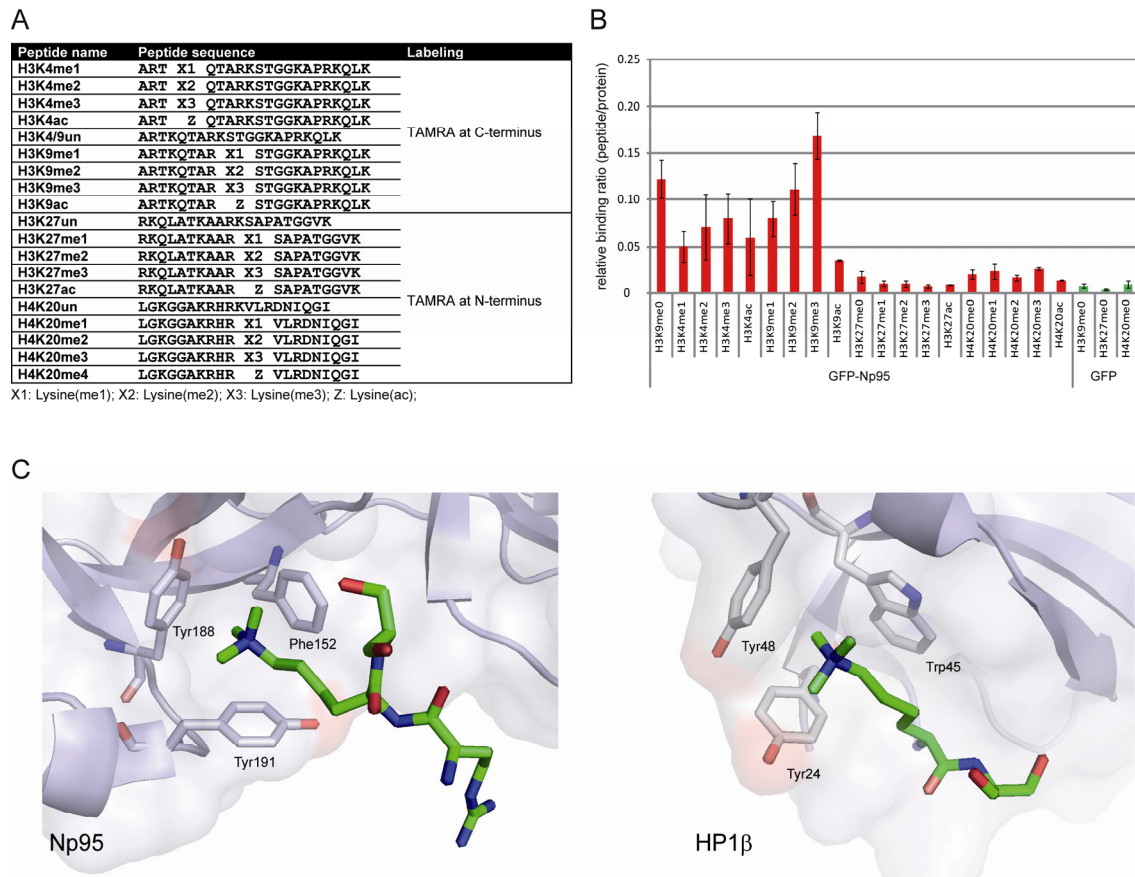 A
Peptide name Peptide sequence Labeling
H3K4me1 ART X1 QTARKSTGGKAPRKQLK
H3K4me2 ART X2 QTARKSTGGKAPRKQLK
H3K4me3 ART X3 QTARKSTGGKAPRKQLK
H3K4ac ART Z QTARKSTGGKAPRKQLK
TAMRA at C-terminus
H3K4/9un ARTKQTARKSTGGKAPRKQLK
H3K9me1 ARTKQTAR X1 STGGKAPRKQLK
H3K9me2 ARTKQTAR X2 STGGKAPRKQLK
H3K9me3 ARTKQTAR X3 STGGKAPRKQLK
H3K9ac ARTKQTAR Z STGGKAPRKQLK
H3K27un RKQLATKAARKSAPATGGVK
H3K27me1 RKQLATKAAR X1 SAPATGGVK
H3K27me2 RKQLATKAAR X2 SAPATGGVK
H3K27me3 RKQLATKAAR X3 SAPATGGVK
H3K27ac RKQLATKAAR Z SAPATGGVK
TAMRA at N-terminus
H4K20un LGKGGAKRHRKVLRDNIQGI
H4K20me1 LGKGGAKRHR X1 VLRDNIQGI
H4K20me2 LGKGGAKRHR X2 VLRDNIQGI
H4K20me3 LGKGGAKRHR X3 VLRDNIQGI
H4K20me4 LGKGGAKRHR Z VLRDNIQGI
X1: Lysine(me1); X2: Lysine(me2); X3: Lysine(me3); Z: Lysine(ac);
B
relative binding ratio (peptide/protein)
0.25
0.20
0.15
0.10
0.05
0
H3K9me0
H3K4me1
H3K4me2
H3K4me3
H3K4ac
H3K9me1
H3K9me2
H3K9me3
H3K9ac
H3K27me0
H3K27me1
H3K27me2
H3K27me3
H3K27ac
H4K20me0
H4K20me1
H4K20me2
H4K20me3
H4K20ac
H3K9me0
H3K27me0
H4K20me0
GFP-Np95 GFP
C
Tyr188
Phe152
Tyr191
Np95
Tyr48
Trp45
Tyr24
HP1β